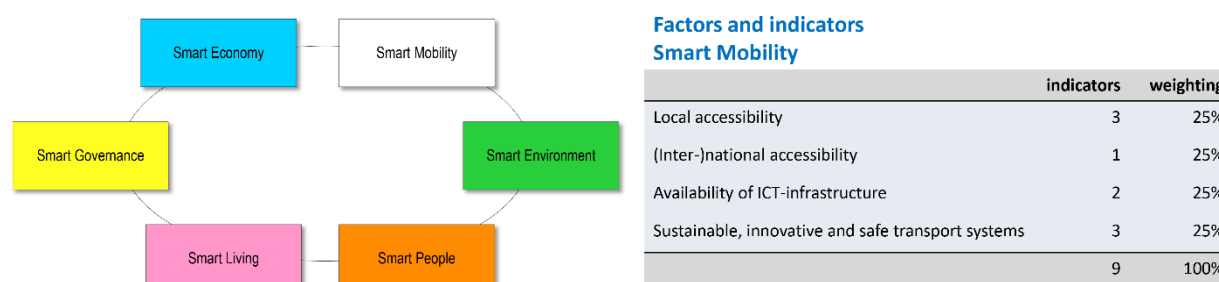 Smart Economy
Smart Mobility
Smart Governance
Smart Environment
Smart Living
Smart People
Factors and indicators
Smart Mobility
indicators weighting
Local accessibility 3 25%
(Inter-)national accessibility 1 25%
Availability of ICT-infrastructure 2 25%
Sustainable, innovative and safe transport systems 3 25%
9 100%